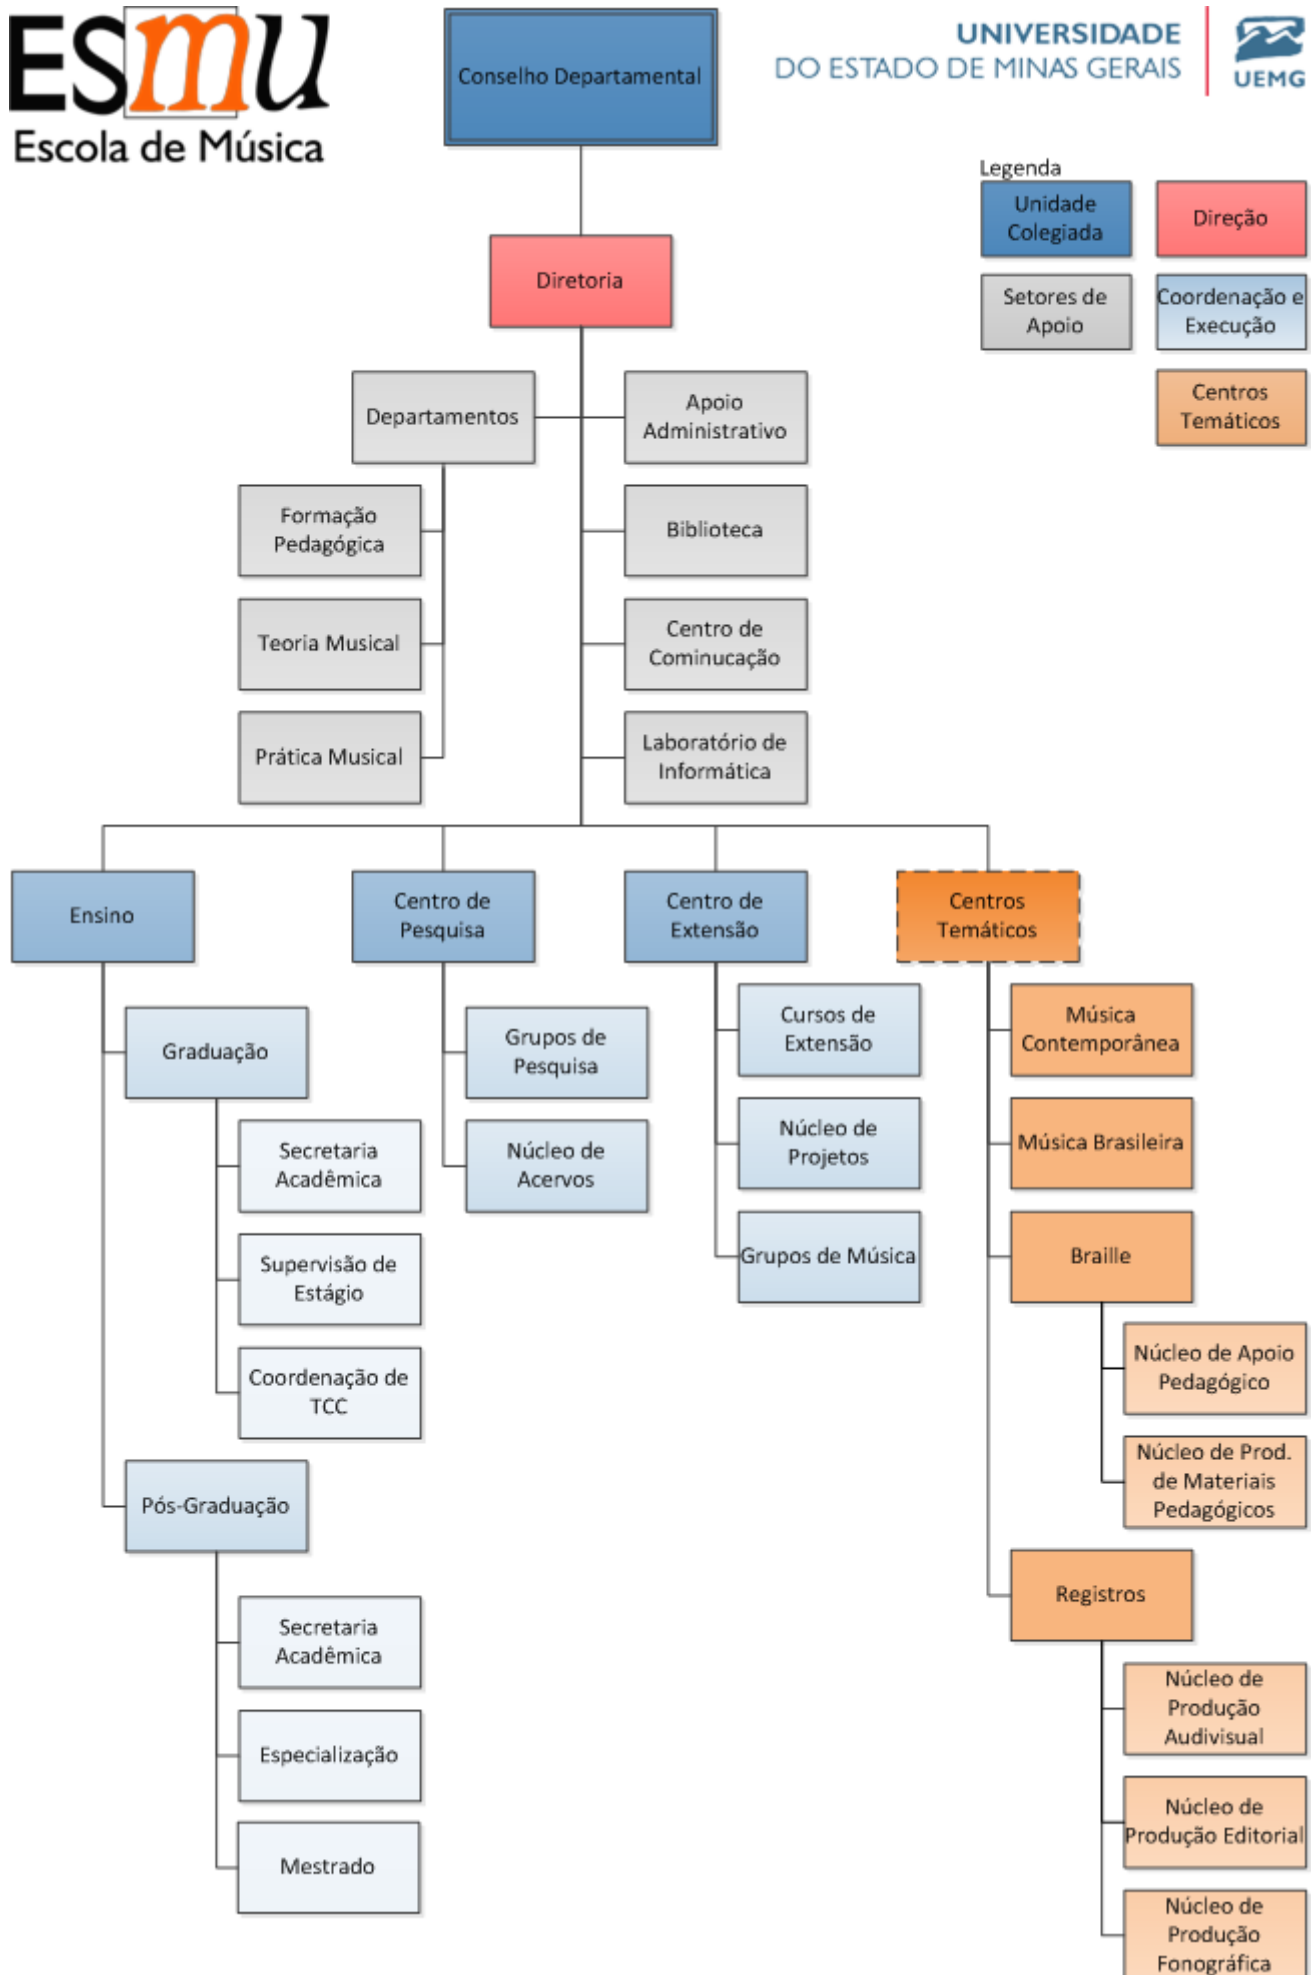 ESMU
Escola de Música
Conselho Departamental
UNIVERSIDADE
DO ESTADO DE MINAS GERAIS
UEMG
Legenda
Unidade
Colegiada
Direção
Setores de
Apoio
Coordenação e
Execução
Centros
Temáticos
Diretoria
Departamentos
Apoio
Administrativo
Formação
Pedagógica
Biblioteca
Teoria Musical
Centro de
Cominucação
Prática Musical
Laboratório de
Informática
Ensino
Centro de
Pesquisa
Centro de
Extensão
Centros
Temáticos
Graduação
Secretaria
Acadêmica
Supervisão de
Estágio
Coordenação de
TCC
Pós-Graduação
Secretaria
Acadêmica
Especialização
Mestrado
Grupos de
Pesquisa
Núcleo de
Acervos
Cursos de
Extensão
Núcleo de
Projetos
Grupos de Música
Música
Contemporânea
Música Brasileira
Braille
Núcleo de Apoio
Pedagógico
Núcleo de Prod.
de Materiais
Pedagógicos
Registros
Núcleo de
Produção
Audivisual
Núcleo de
Produção Editorial
Núcleo de
Produção
Fonográfica